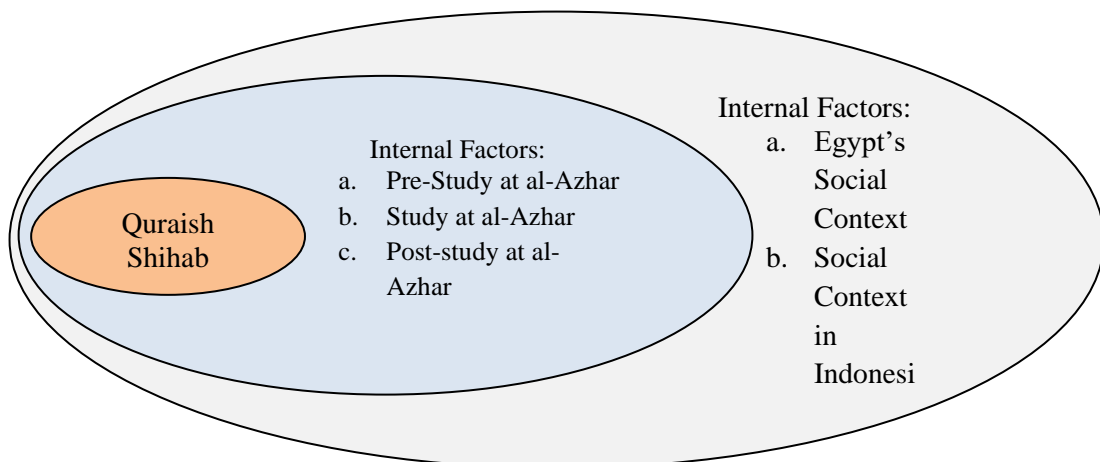 Quraish
Shihab
Internal Factors:
a. Pre-Study at al-Azhar
b. Study at al-Azhar
c. Post-study at al-
Azhar
Internal Factors:
a. Egypt’s
Social
Context
b. Social
Context
in
Indonesi